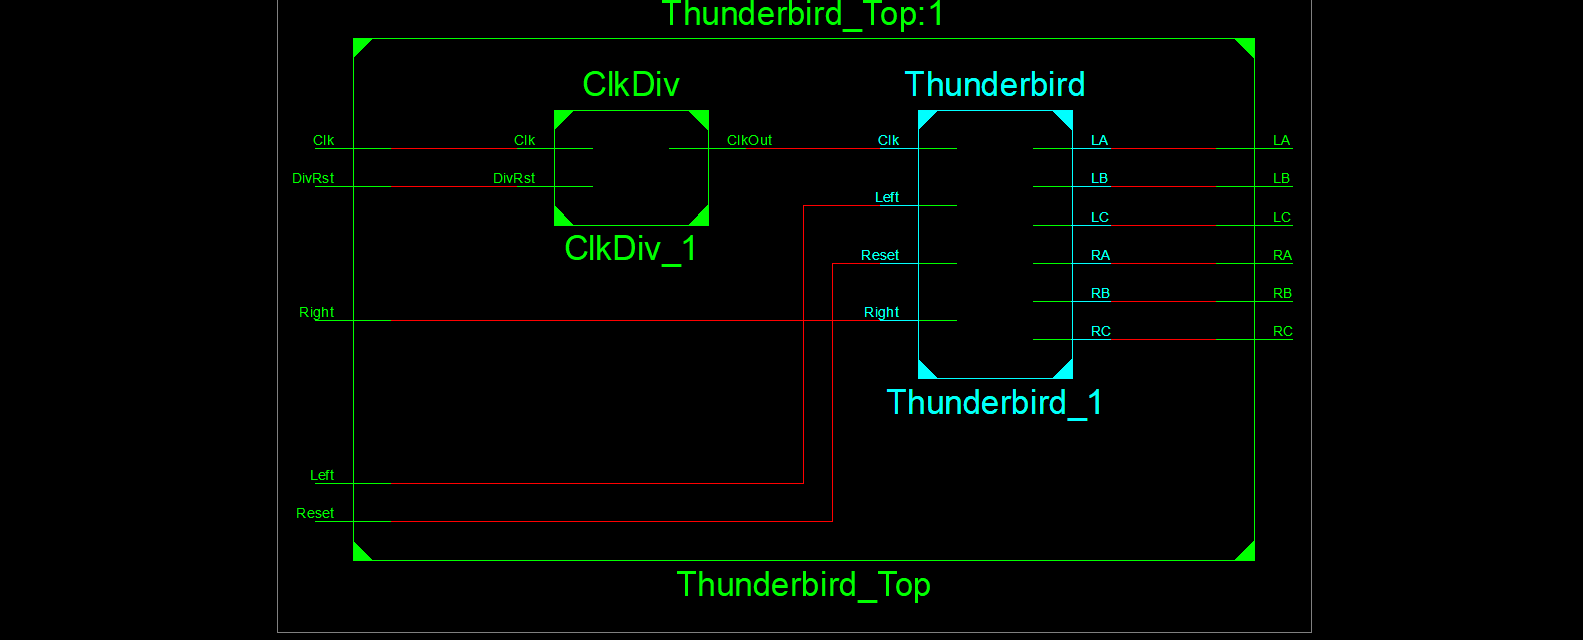 Thunderbird_Top:1
ClkDiv
Thunderbird
Clk
Clk
ClkOut
Clk
LA
LA
DivRst
DivRst
LB
LB
Left
LC
LC
ClkDiv_1
Reset
RA
RA
RB
RB
Right
Right
RC
RC
Thunderbird_1
Left
Reset
Thunderbird_Top